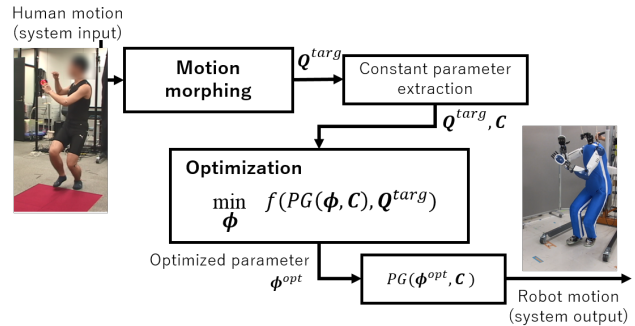 Human motion
(system input)
Motion
morphing
Q^{targ}
Constant parameter
extraction
Q^{targ}, C
Optimization
min f(PG(ϕ, C), Q^{targ})
ϕ
Optimized parameter
ϕ^{opt}
PG(ϕ^{opt}, C )
Robot motion
(system output)